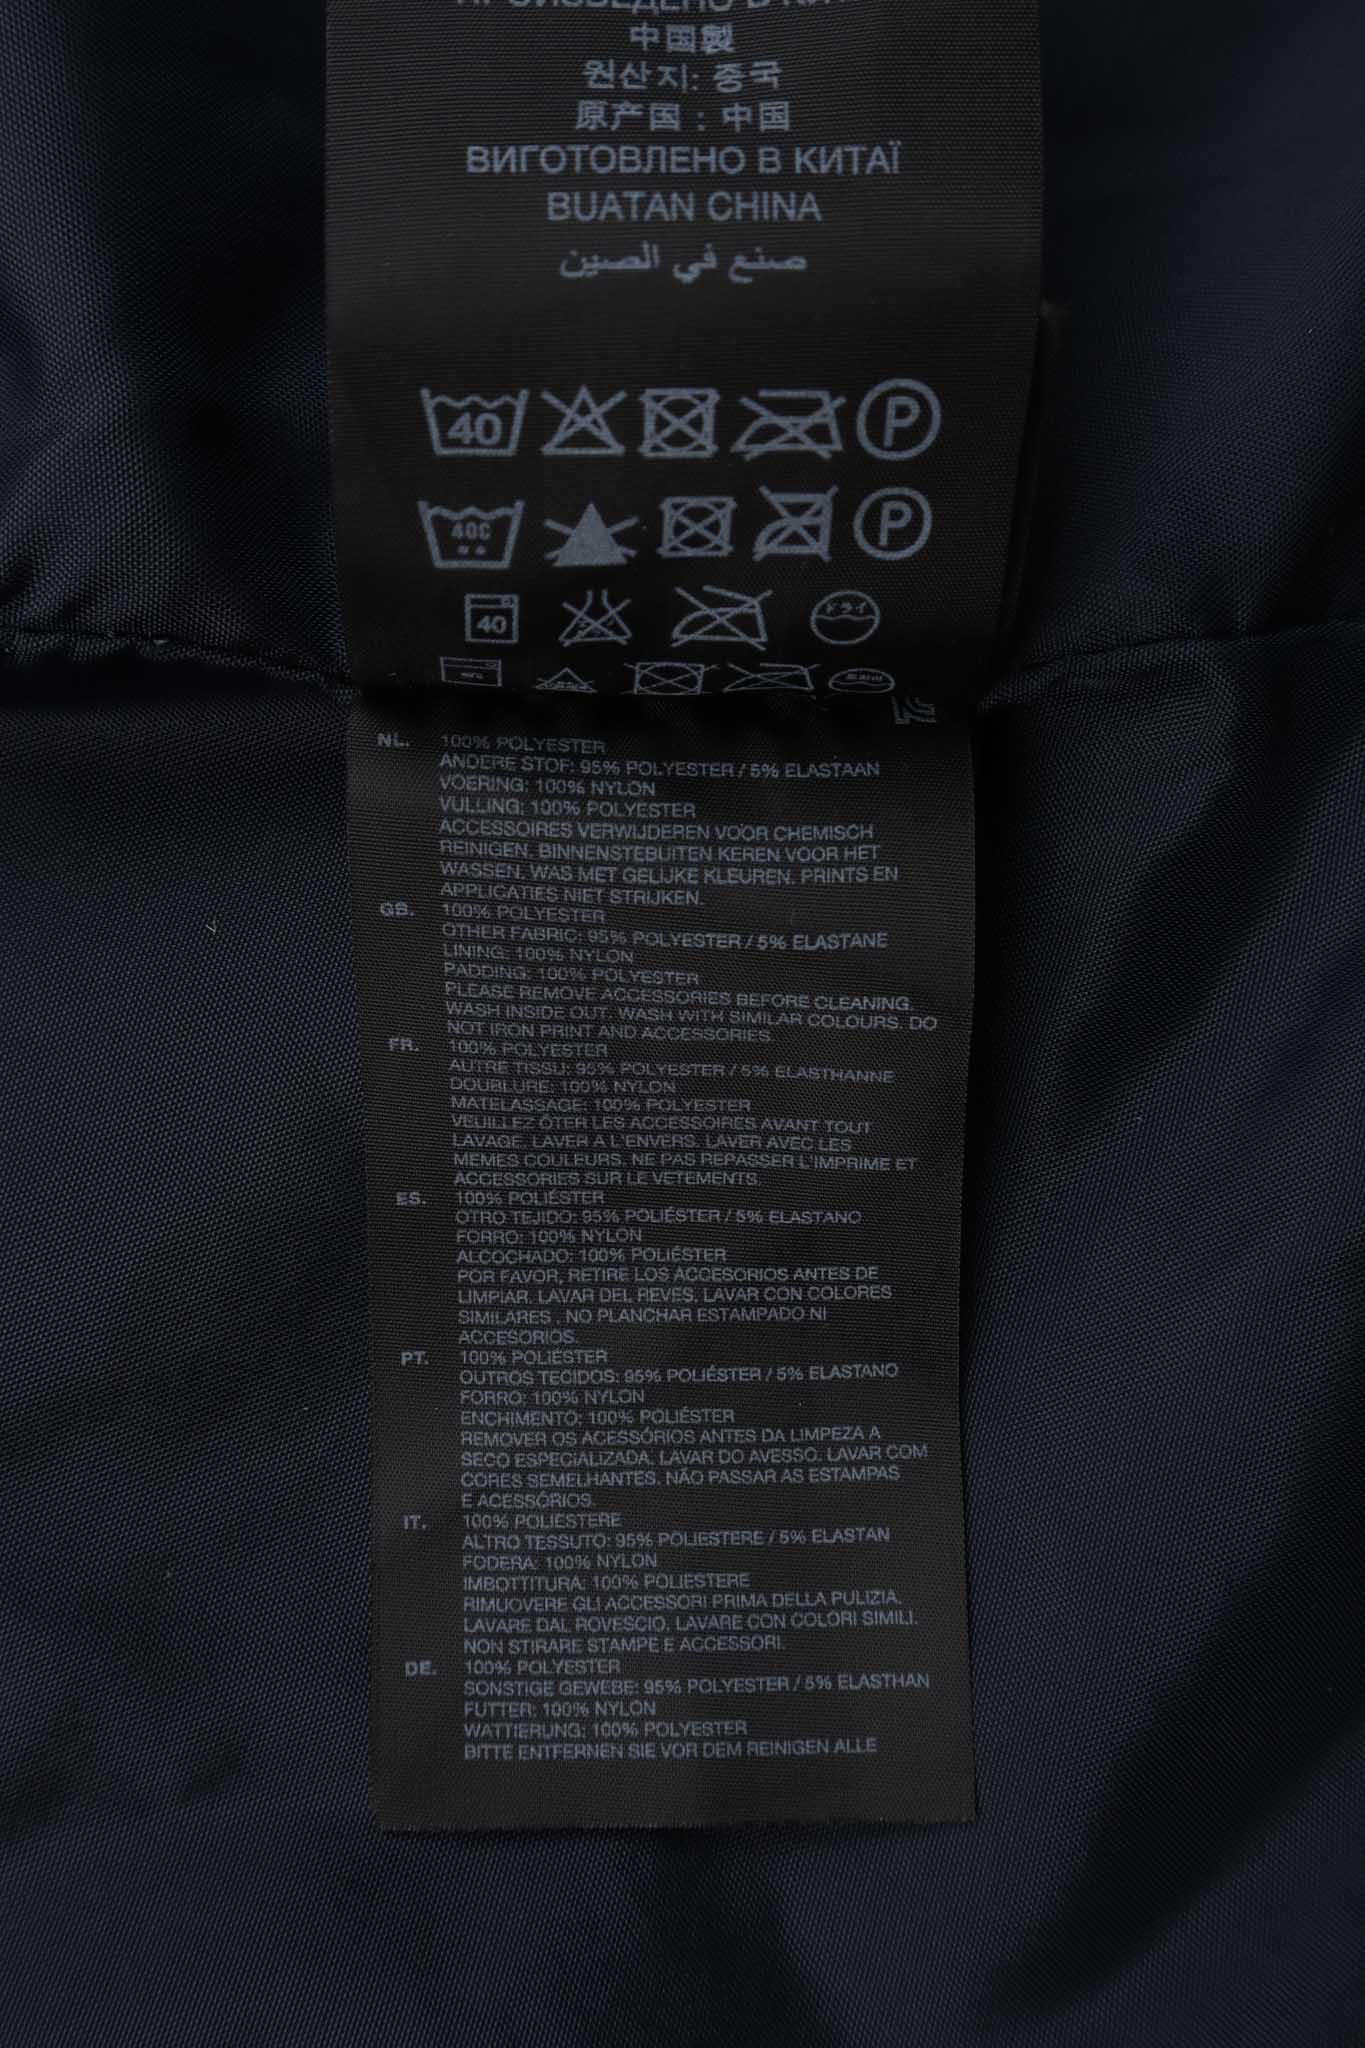 ПРОИЗВЕДЕНО В
中国製
원산지: 중국
原产国：中国
ВИГОТОВЛЕНО В КИТАЇ
BUATAN CHINA
صنع في الصين
40 P
40C P
40 ドライ
NL. 100% POLYESTER
ANDERE STOF: 95% POLYESTER / 5% ELASTAAN
VOERING: 100% NYLON
VULLING: 100% POLYESTER
ACCESSOIRES VERWIJDEREN VOOR CHEMISCH
REINIGEN. BINNENSTEBUITEN KEREN VOOR HET
WASSEN. WAS MET GELIJKE KLEUREN. PRINTS EN
APPLICATIES NIET STRIJKEN.
GB. 100% POLYESTER
OTHER FABRIC: 95% POLYESTER / 5% ELASTANE
LINING: 100% NYLON
PADDING: 100% POLYESTER
PLEASE REMOVE ACCESSORIES BEFORE CLEANING.
WASH INSIDE OUT. WASH WITH SIMILAR COLOURS. DO
NOT IRON PRINT AND ACCESSORIES.
FR. 100% POLYESTER
AUTRE TISSU: 95% POLYESTER / 5% ELASTHANNE
DOUBLURE: 100% NYLON
MATELASSAGE: 100% POLYESTER
VEUILLEZ ÔTER LES ACCESSOIRES AVANT TOUT
LAVAGE. LAVER A L'ENVERS. LAVER AVEC LES
MEMES COULEURS. NE PAS REPASSER L'IMPRIME ET
ACCESSORIES SUR LE VETEMENTS.
ES. 100% POLIÉSTER
OTRO TEJIDO: 95% POLIÉSTER / 5% ELASTANO
FORRO: 100% NYLON
ALCOCHADO: 100% POLIÉSTER
POR FAVOR, RETIRE LOS ACCESORIOS ANTES DE
LIMPIAR. LAVAR DEL REVES. LAVAR CON COLORES
SIMILARES . NO PLANCHAR ESTAMPADO NI
ACCESORIOS.
PT. 100% POLIÉSTER
OUTROS TECIDOS: 95% POLIÉSTER / 5% ELASTANO
FORRO: 100% NYLON
ENCHIMENTO: 100% POLIÉSTER
REMOVER OS ACESSÓRIOS ANTES DA LIMPEZA A
SECO ESPECIALIZADA. LAVAR DO AVESSO. LAVAR COM
CORES SEMELHANTES. NÃO PASSAR AS ESTAMPAS
E ACESSÓRIOS.
IT. 100% POLIESTERE
ALTRO TESSUTO: 95% POLIESTERE / 5% ELASTAN
FODERA: 100% NYLON
IMBOTTITURA: 100% POLIESTERE
RIMUOVERE GLI ACCESSORI PRIMA DELLA PULIZIA.
LAVARE DAL ROVESCIO. LAVARE CON COLORI SIMILI.
NON STIRARE STAMPE E ACCESSORI.
DE. 100% POLYESTER
SONSTIGE GEWEBE: 95% POLYESTER / 5% ELASTHAN
FUTTER: 100% NYLON
WATTIERUNG: 100% POLYESTER
BITTE ENTFERNEN SIE VOR DEM REINIGEN ALLE